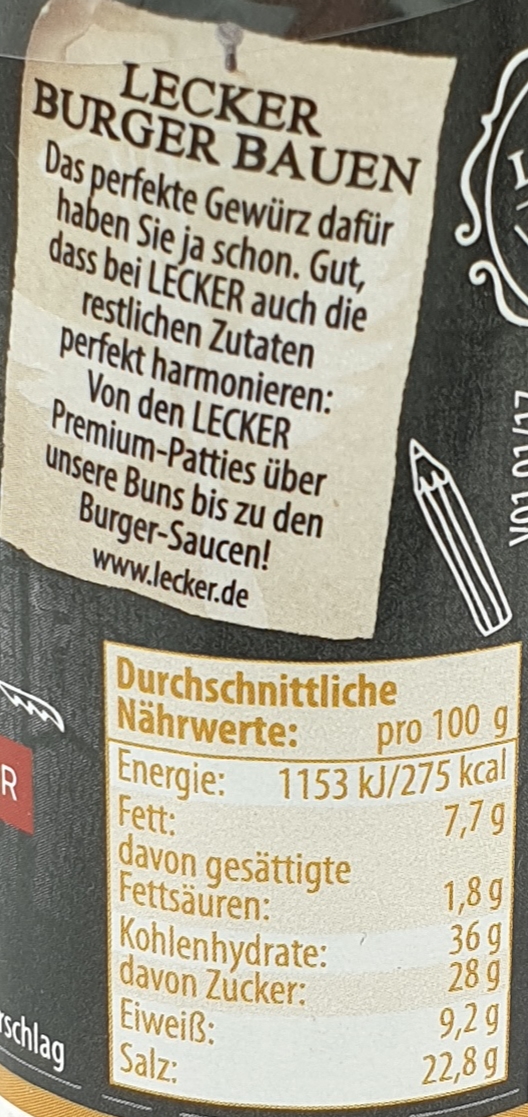 LECKER
BURGER BAUEN
Das perfekte Gewürz dafür
haben Sie ja schon. Gut,
dass bei LECKER auch die
restlichen Zutaten
perfekt harmonieren:
Von den LECKER
Premium-Patties über
unsere Buns bis zu den
Burger-Saucen!
www.lecker.de
V01 01/17
Durchschnittliche
Nährwerte: pro 100 g
Energie: 1153 kJ/275 kcal
Fett: 7,7 g
davon gesättigte
Fettsäuren: 1,8 g
Kohlenhydrate: 36 g
davon Zucker: 28 g
Eiweiß: 9,2 g
Salz: 22,8 g
R
rschlag